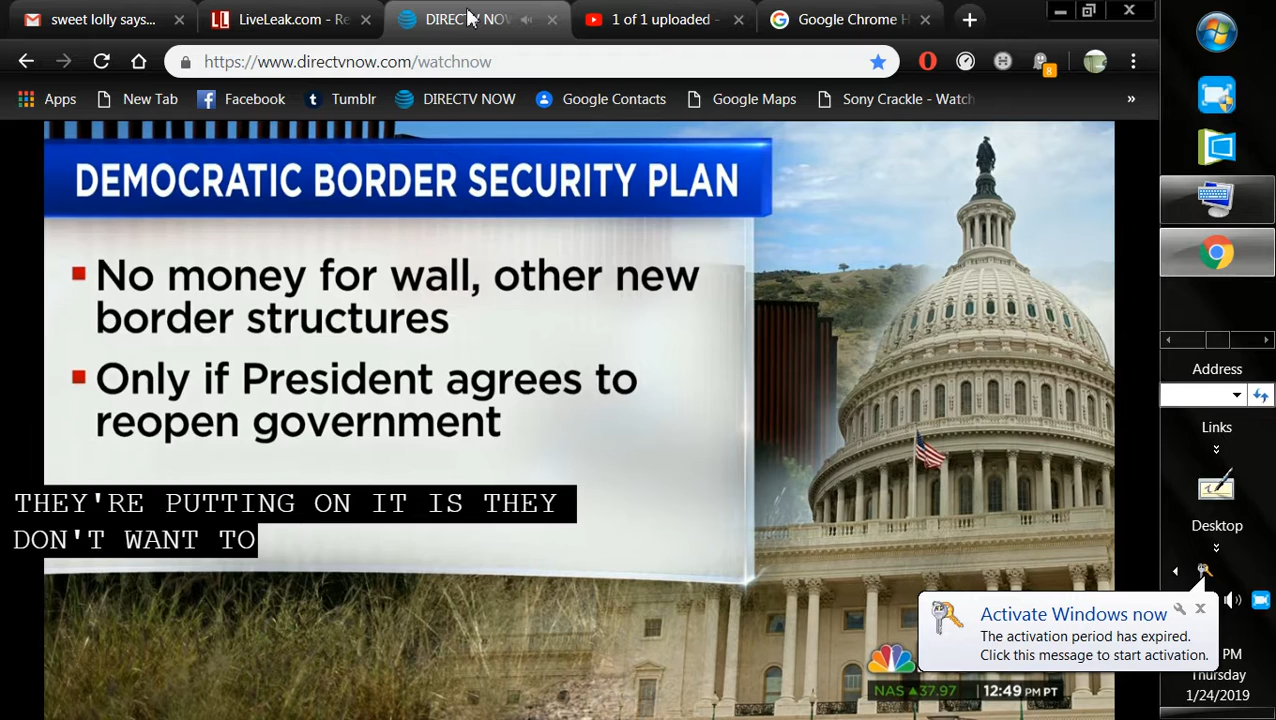 sweet lolly says...
LiveLeak.com - Re
DIRECTV NOW
1 of 1 uploaded -
Google Chrome H
https://www.directvnow.com/watchnow
8
Apps
New Tab
Facebook
Tumblr
DIRECTV NOW
Google Contacts
Google Maps
Sony Crackle - Watch
»
DEMOCRATIC BORDER SECURITY PLAN
No money for wall, other new
border structures
Only if President agrees to
reopen government
THEY'RE PUTTING ON IT IS THEY
DON'T WANT TO
NAS ▲37.97 | 12:49 PM PT
Address
Links
Desktop
Activate Windows now
The activation period has expired.
Click this message to start activation.
PM
Thursday
1/24/2019